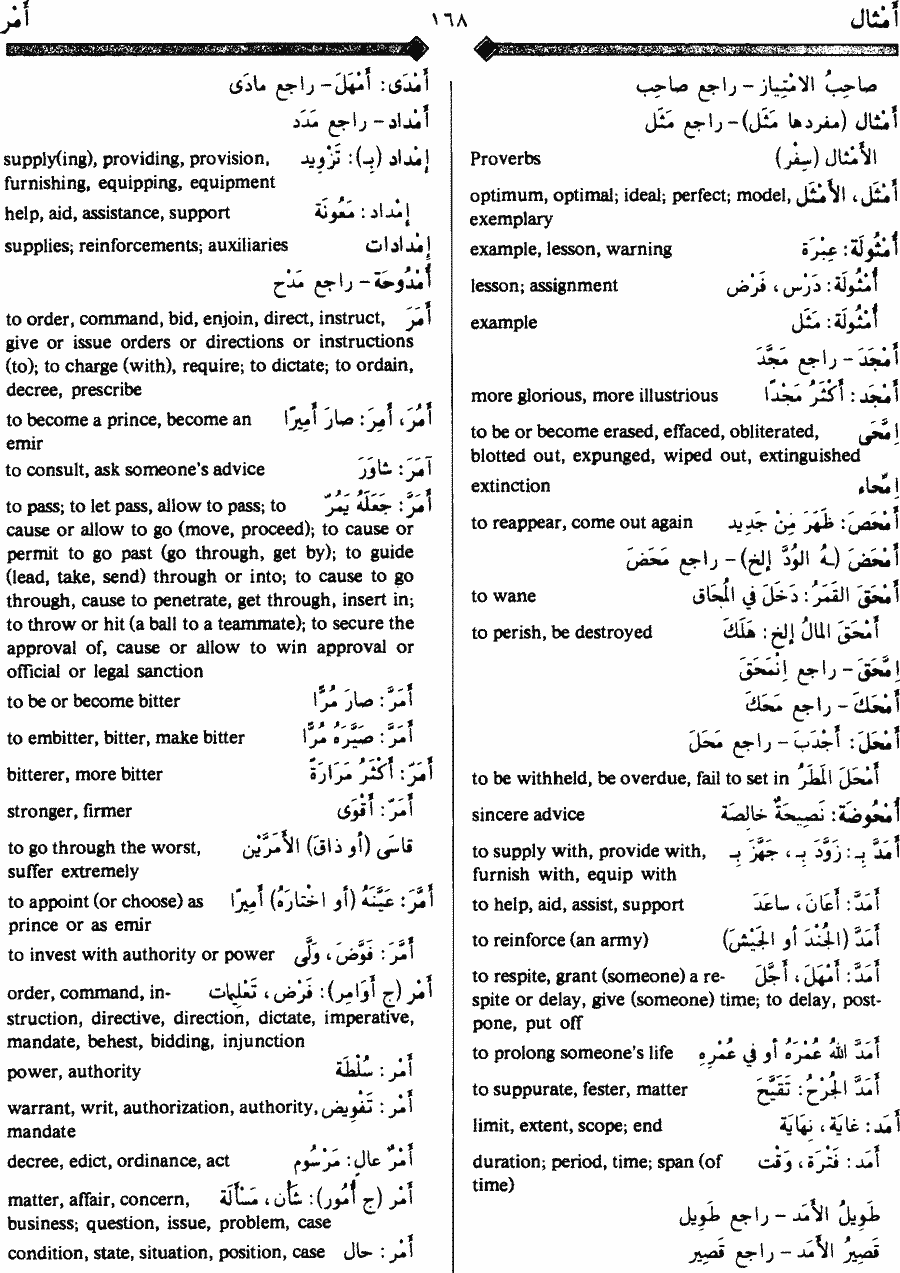 أَمْثال ١٦٨ أَمْر
صاحِبُ الامْتِياز – راجع صاحِب
أَمْثال (مفردها مَثَل) – راجع مَثَل
الأَمْثال (سِفْر) Proverbs
أَمْثَل، الأَمْثَل optimum, optimal; ideal; perfect; model,
exemplary
أُمْثُولَة: عِبْرَة example, lesson, warning
أُمْثُولَة: دَرْس، فَرْض lesson; assignment
أُمْثُولَة: مَثَل example
أَمْجَدَ – راجع مَجَّدَ
أَمْجَد: أَكْثَرُ مَجْدًا more glorious, more illustrious
اِمَّحَى to be or become erased, effaced, obliterated,
blotted out, expunged, wiped out, extinguished
اِمِّحاء extinction
أَمْحَصَ: ظَهَرَ مِنْ جَدِيد to reappear, come out again
أَمْحَضَ (ـهُ الوُدَّ إلخ) – راجع مَحَضَ
أَمْحَقَ القَمَرُ: دَخَلَ في المُحَاق to wane
أَمْحَقَ المالُ إلخ: هَلَكَ to perish, be destroyed
اِمَّحَقَ – راجع اِنْمَحَقَ
أَمْحَكَ – راجع مَحَكَ
أَمْحَلَ: أَجْدَبَ – راجع مَحَلَ
أَمْحَلَ المَطَرُ to be withheld, be overdue, fail to set in
أُمْحُوضَة: نَصِيحَةٌ خالِصَة sincere advice
أَمَدَّ بـِ: زَوَّدَ بـ، جَهَّزَ بـِ to supply with, provide with,
furnish with, equip with
أَمَدَّ: أَعَانَ، ساعَدَ to help, aid, assist, support
أَمَدَّ (الجُنْدَ أو الجَيْشَ) to reinforce (an army)
أَمَدَّ: أَمْهَلَ، أَجَّلَ to respite, grant (someone) a re-
spite or delay, give (someone) time; to delay, post-
pone, put off
أَمَدَّ اللهُ عُمْرَهُ أو في عُمْرِهِ to prolong someone's life
أَمَدَّ الجُرْحُ: تَقَيَّحَ to suppurate, fester, matter
أَمَد: غَايَة، نِهَايَة limit, extent, scope; end
أَمَد: فَتْرَة، وَقْت duration; period, time; span (of
time)
طَوِيلُ الأَمَد – راجع طَوِيل
قَصِيرُ الأَمَد – راجع قَصِير
أَمْدَى: أَمْهَلَ – راجع مادَى
أَمْداد – راجع مَدَد
إِمْداد (بـِ): تَزْوِيد supply(ing), providing, provision,
furnishing, equipping, equipment
إِمْداد: مَعُونَة help, aid, assistance, support
إِمْدادات supplies; reinforcements; auxiliaries
أُمْدُوحَة – راجع مَدْح
أَمَرَ to order, command, bid, enjoin, direct, instruct,
give or issue orders or directions or instructions
(to); to charge (with), require; to dictate; to ordain,
decree, prescribe
أَمُرَ، أَمِرَ: صارَ أَمِيرًا to become a prince, become an
emir
آمَرَ: شاوَرَ to consult, ask someone's advice
أَمَرَّ: جَعَلَهُ يَمُرّ to pass; to let pass, allow to pass; to
cause or allow to go (move, proceed); to cause or
permit to go past (go through, get by); to guide
(lead, take, send) through or into; to cause to go
through, cause to penetrate, get through, insert in;
to throw or hit (a ball to a teammate); to secure the
approval of, cause or allow to win approval or
official or legal sanction
أَمَرَّ: صارَ مُرًّا to be or become bitter
أَمَرَّ: صَيَّرَهُ مُرًّا to embitter, bitter, make bitter
أَمَرّ: أَكْثَرُ مَرَارَةً bitterer, more bitter
أَمَرّ: أَقْوَى stronger, firmer
قاسَى (أو ذاقَ) الأَمَرَّيْن to go through the worst,
suffer extremely
أَمَّرَ: عَيَّنَهُ (أو اخْتارَهُ) أَمِيرًا to appoint (or choose) as
prince or as emir
أَمَّرَ: فَوَّضَ، وَلَّى to invest with authority or power
أَمْر (ج أَوَامِر): فَرْض، تَعْلِيمات order, command, in-
struction, directive, direction, dictate, imperative,
mandate, behest, bidding, injunction
أَمْر: سُلْطَة power, authority
أَمْر: تَفْوِيض warrant, writ, authorization, authority,
mandate
أَمْرٌ عالٍ: مَرْسُوم decree, edict, ordinance, act
أَمْر (ج أُمُور): شَأْن، مَسْأَلَة matter, affair, concern,
business; question, issue, problem, case
أَمْر: حال condition, state, situation, position, case